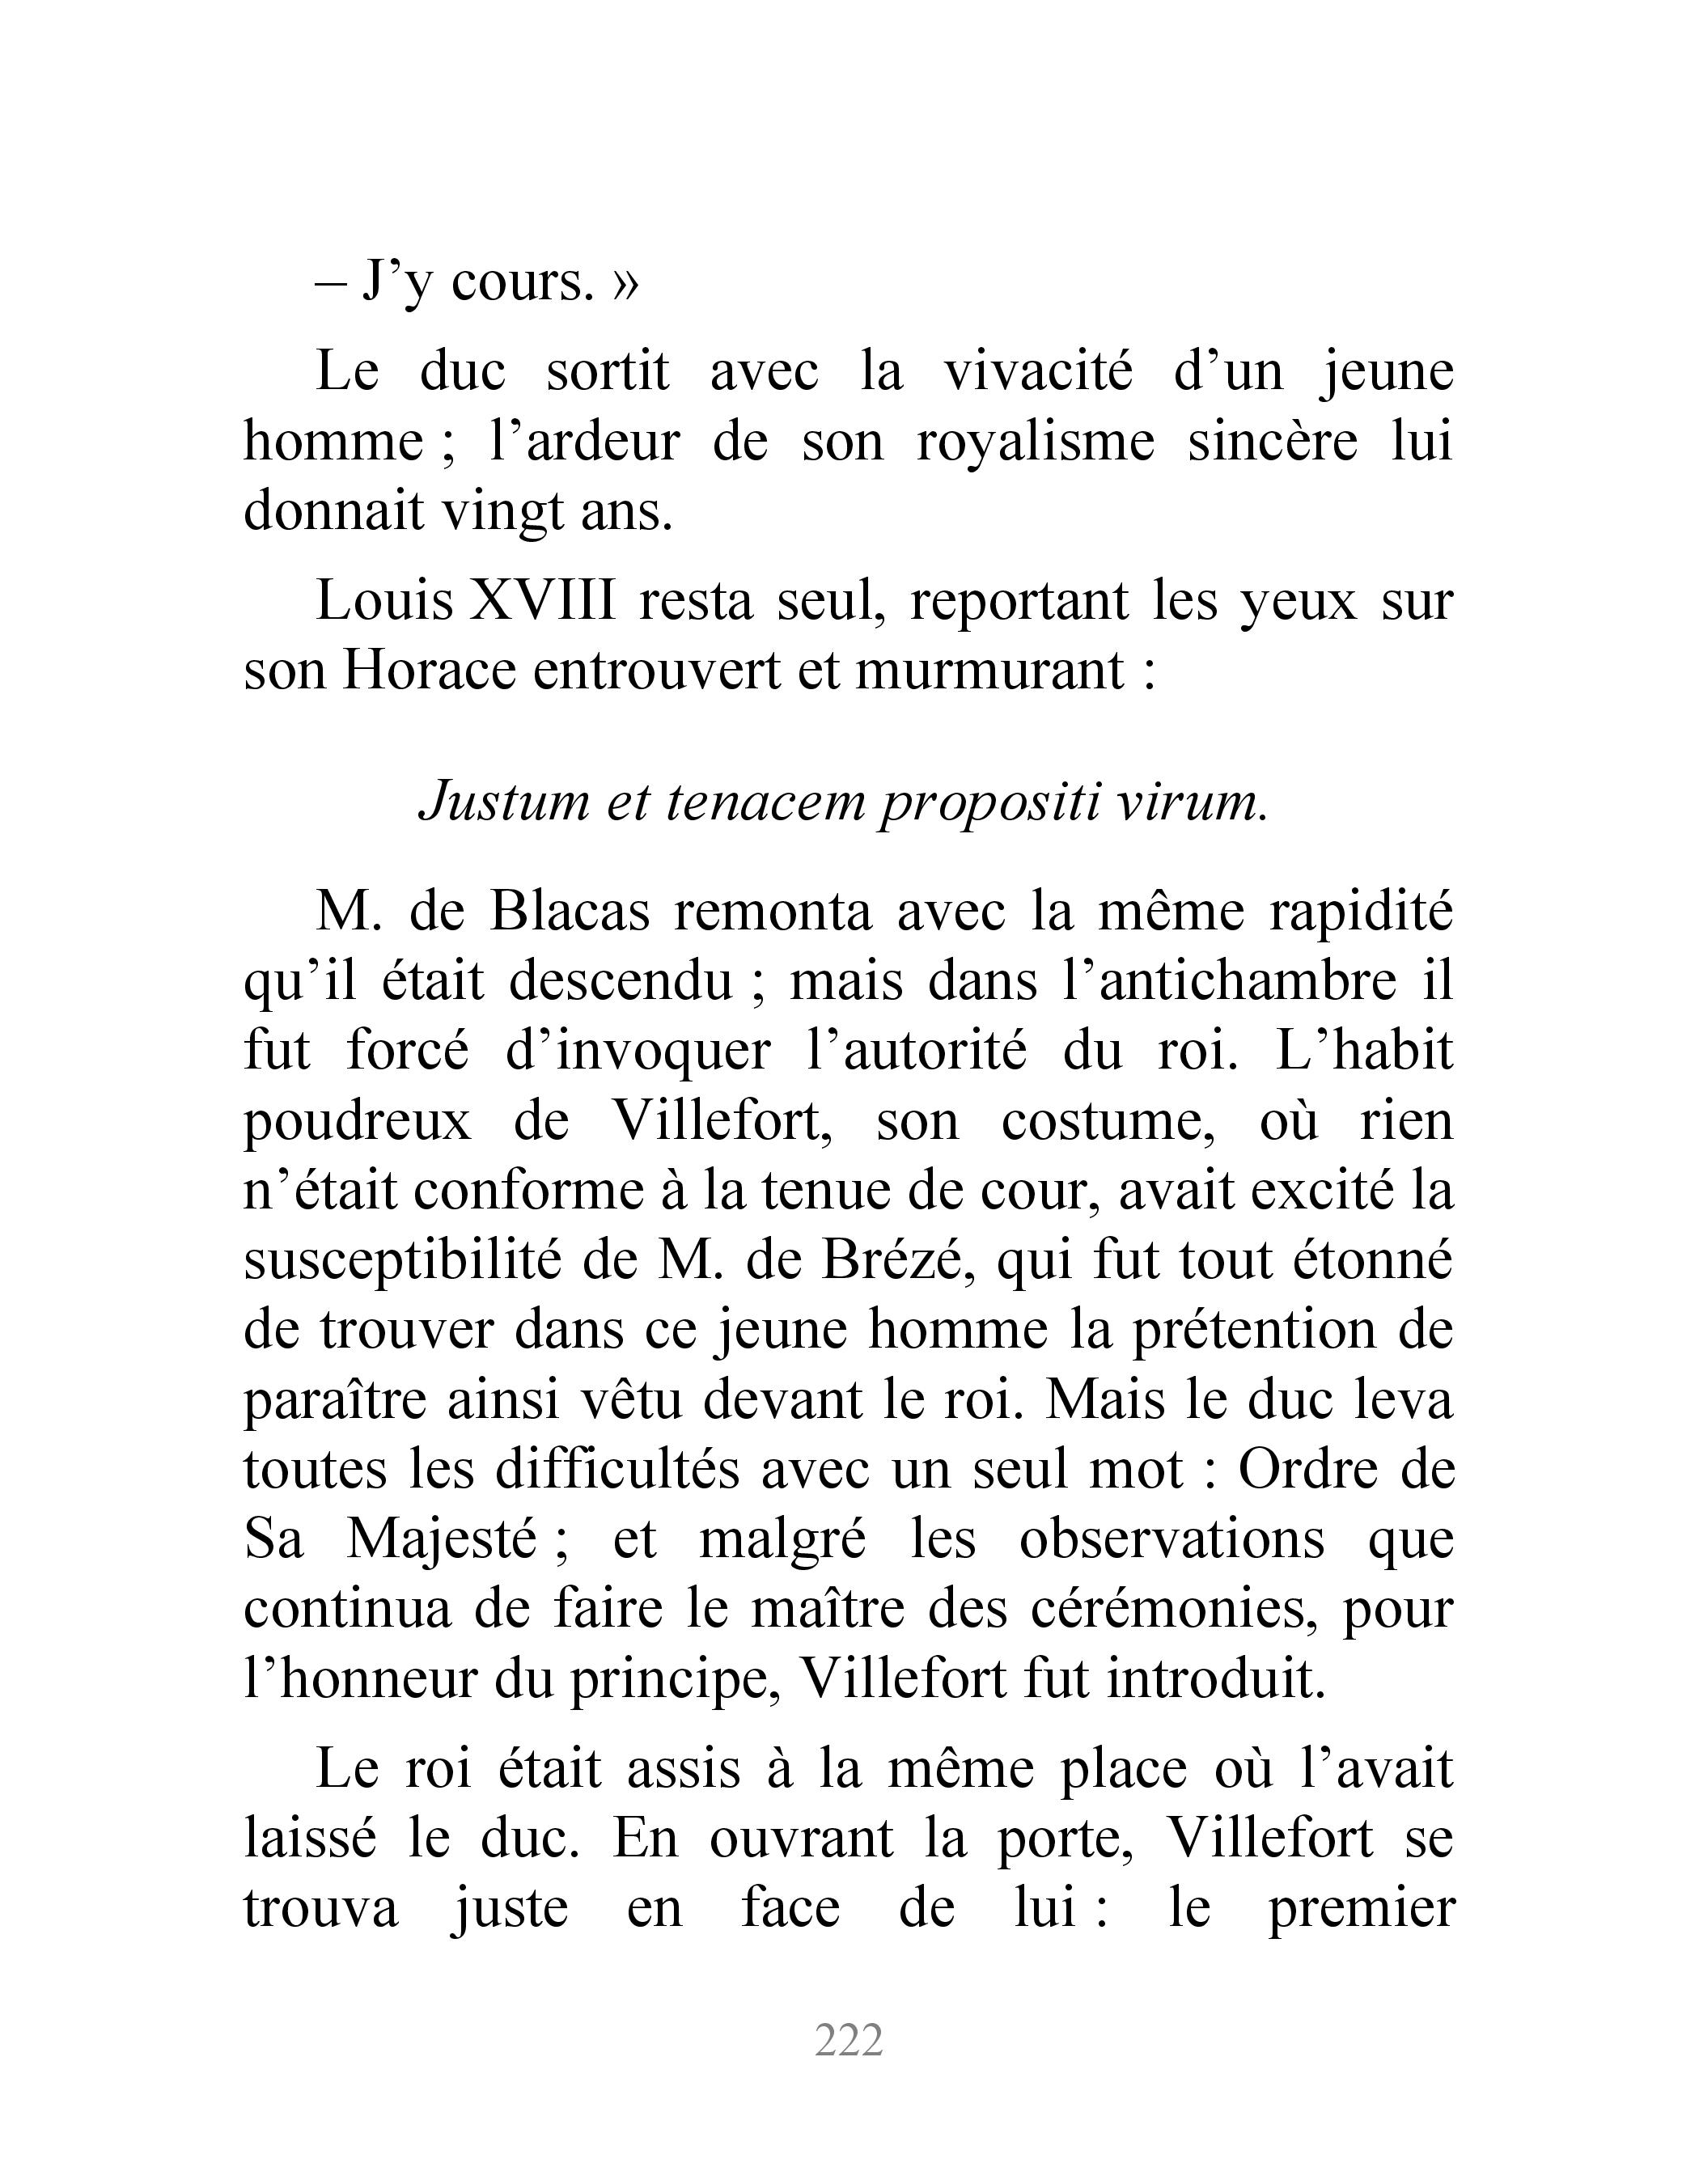 – J’y cours. »
Le duc sortit avec la vivacité d’un jeune
homme ; l’ardeur de son royalisme sincère lui
donnait vingt ans.
Louis XVIII resta seul, reportant les yeux sur
son Horace entrouvert et murmurant :
Justum et tenacem propositi virum.
M. de Blacas remonta avec la même rapidité
qu’il était descendu ; mais dans l’antichambre il
fut forcé d’invoquer l’autorité du roi. L’habit
poudreux de Villefort, son costume, où rien
n’était conforme à la tenue de cour, avait excité la
susceptibilité de M. de Brézé, qui fut tout étonné
de trouver dans ce jeune homme la prétention de
paraître ainsi vêtu devant le roi. Mais le duc leva
toutes les difficultés avec un seul mot : Ordre de
Sa Majesté ; et malgré les observations que
continua de faire le maître des cérémonies, pour
l’honneur du principe, Villefort fut introduit.
Le roi était assis à la même place où l’avait
laissé le duc. En ouvrant la porte, Villefort se
trouva juste en face de lui : le premier
222